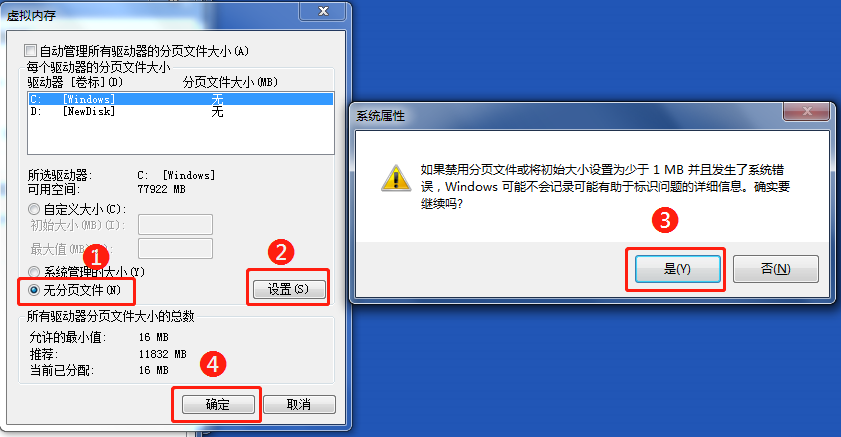 虚拟内存
自动管理所有驱动器的分页文件大小(A)
每个驱动器的分页文件大小
驱动器 [卷标](D) 分页文件大小(MB)
C: [Windows] 无
D: [NewDisk] 无
所选驱动器: C: [Windows]
可用空间: 77922 MB
自定义大小(C):
初始大小(MB)(I):
最大值(MB)
1
系统管理的大小(Y)
无分页文件(N)
2
设置(S)
所有驱动器分页文件大小的总数
允许的最小值: 16 MB
推荐: 11832 MB
当前已分配: 16 MB
4
确定 取消
系统属性
如果禁用分页文件或将初始大小设置为少于 1 MB 并且发生了系统错
误，Windows 可能不会记录可能有助于标识问题的详细信息。确实要
继续吗?
3
是(Y) 否(N)